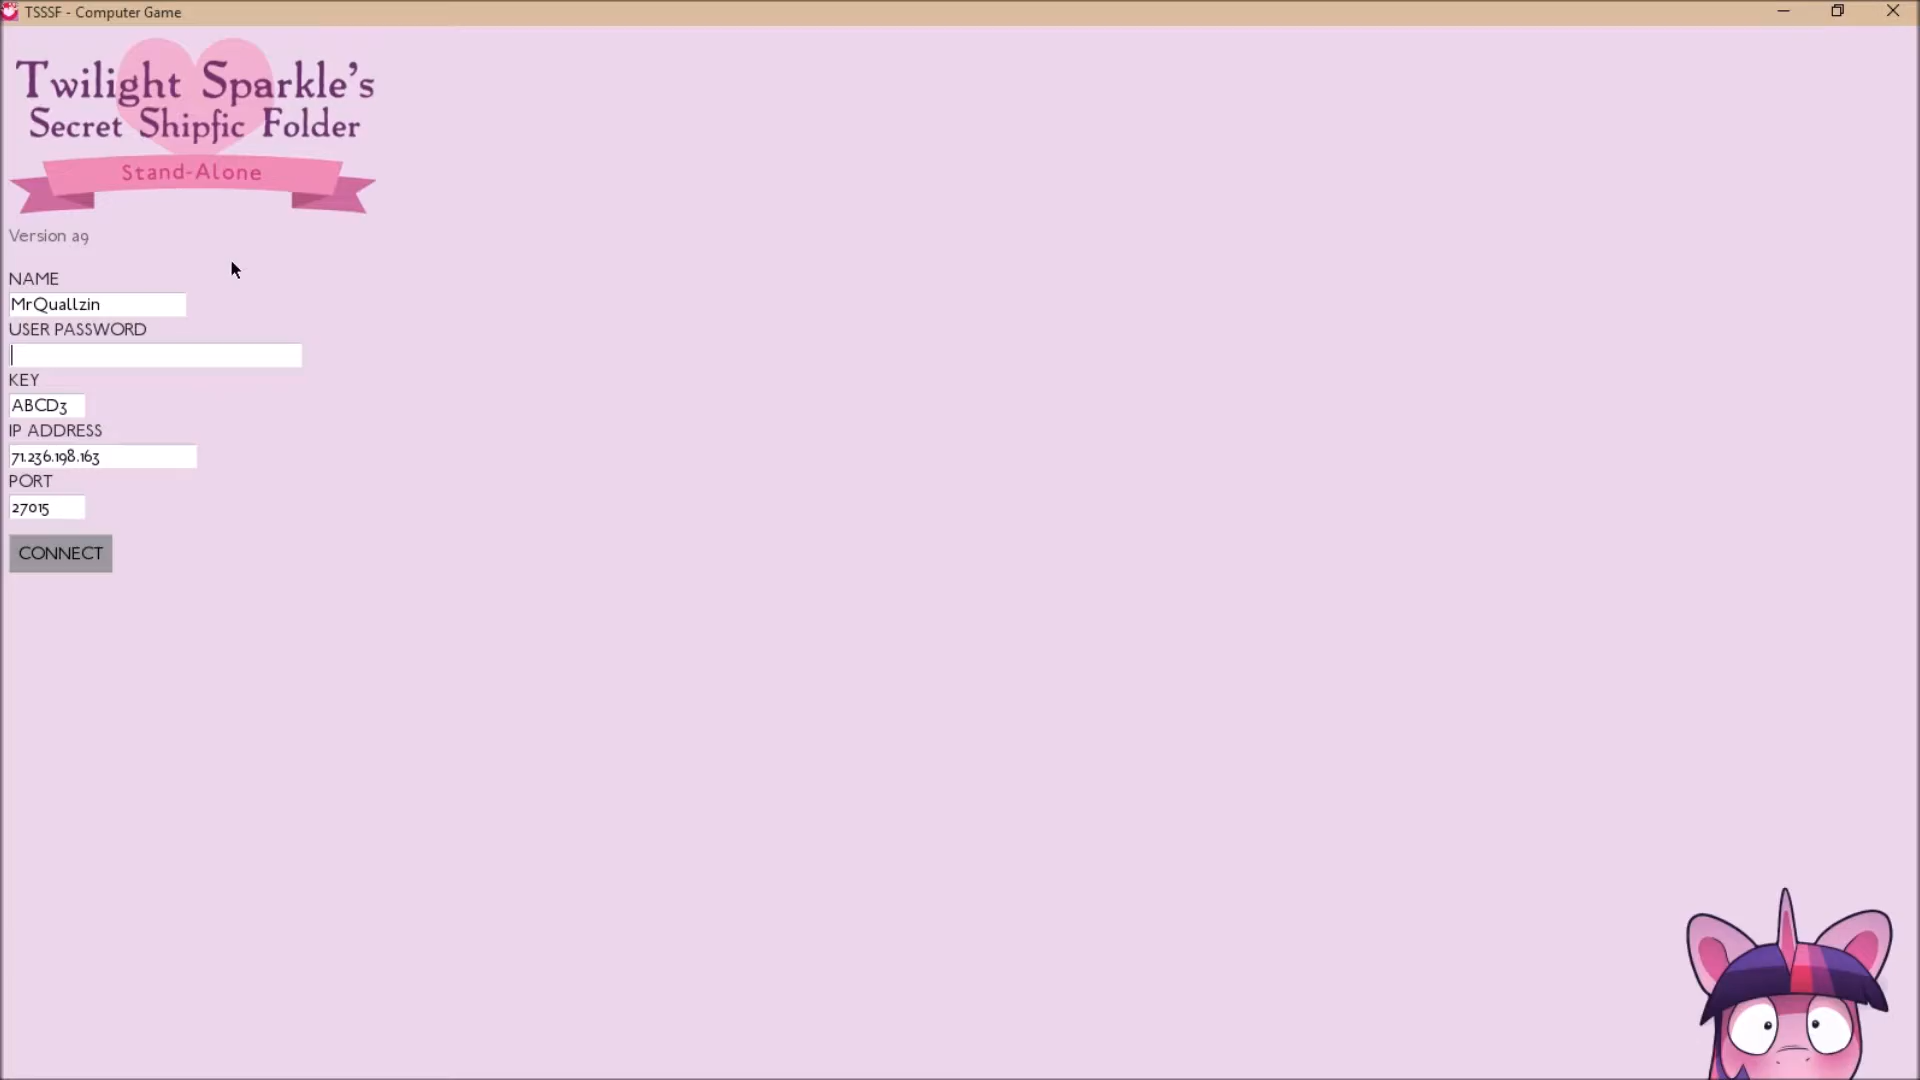 TSSSF - Computer Game
Twilight Sparkle's
Secret Shipfic Folder
Stand-Alone
Version a9
NAME
MrQuallzin
USER PASSWORD
KEY
ABCD3
IP ADDRESS
71.236.198.163
PORT
27015
CONNECT